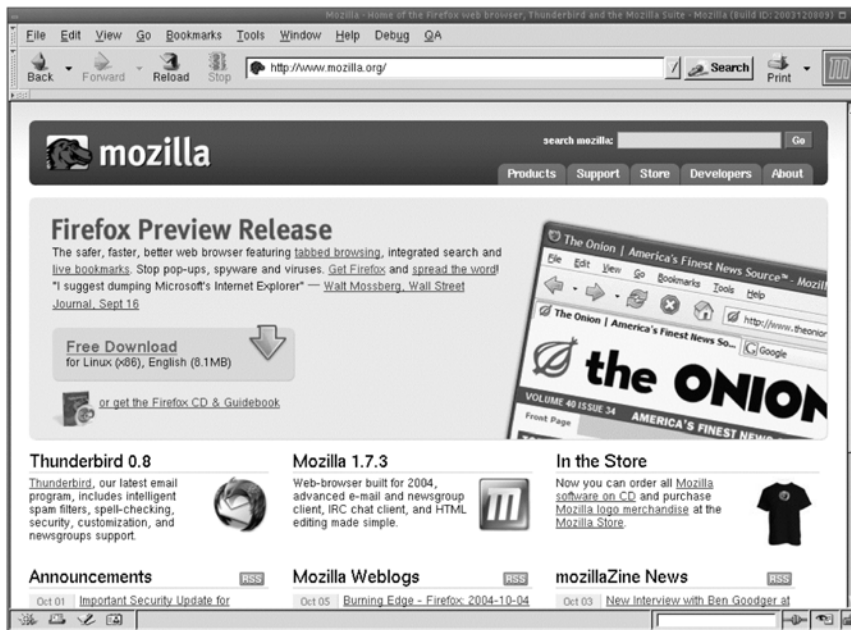 Mozilla - Home of the Firefox web browser, Thunderbird and the Mozilla Suite - Mozilla {Build ID: 2003120809}
File Edit View Go Bookmarks Tools Window Help Debug QA
Back Forward Reload Stop http://www.mozilla.org/ Search Print
mozilla
search mozilla: Go
Products Support Store Developers About
Firefox Preview Release
The safer, faster, better web browser featuring tabbed browsing, integrated search and
live bookmarks. Stop pop-ups, spyware and viruses. Get Firefox and spread the word!
"I suggest dumping Microsoft's Internet Explorer" — Walt Mossberg, Wall Street
Journal, Sept 16
Free Download
for Linux (x86), English (8.1MB)
or get the Firefox CD & Guidebook
The Onion | America's Finest News Source™ - Mozil
File Edit View Go Bookmarks Tools Help
http://www.theonion
The Onion | America's Finest News So... Google
the ONION
VOLUME 40 ISSUE 34 AMERICA'S FINEST NEWS
Front Page
Thunderbird 0.8
Thunderbird, our latest email
program, includes intelligent
spam filters, spell-checking,
security, customization, and
newsgroups support.
Mozilla 1.7.3
Web-browser built for 2004,
advanced e-mail and newsgroup
client, IRC chat client, and HTML
editing made simple.
In the Store
Now you can order all Mozilla
software on CD and purchase
Mozilla logo merchandise at the
Mozilla Store.
Announcements RSS
Oct 01 Important Security Update for
Mozilla Weblogs RSS
Oct 05 Burning Edge - Firefox: 2004-10-04
mozillaZine News RSS
Oct 03 New Interview with Ben Goodger at